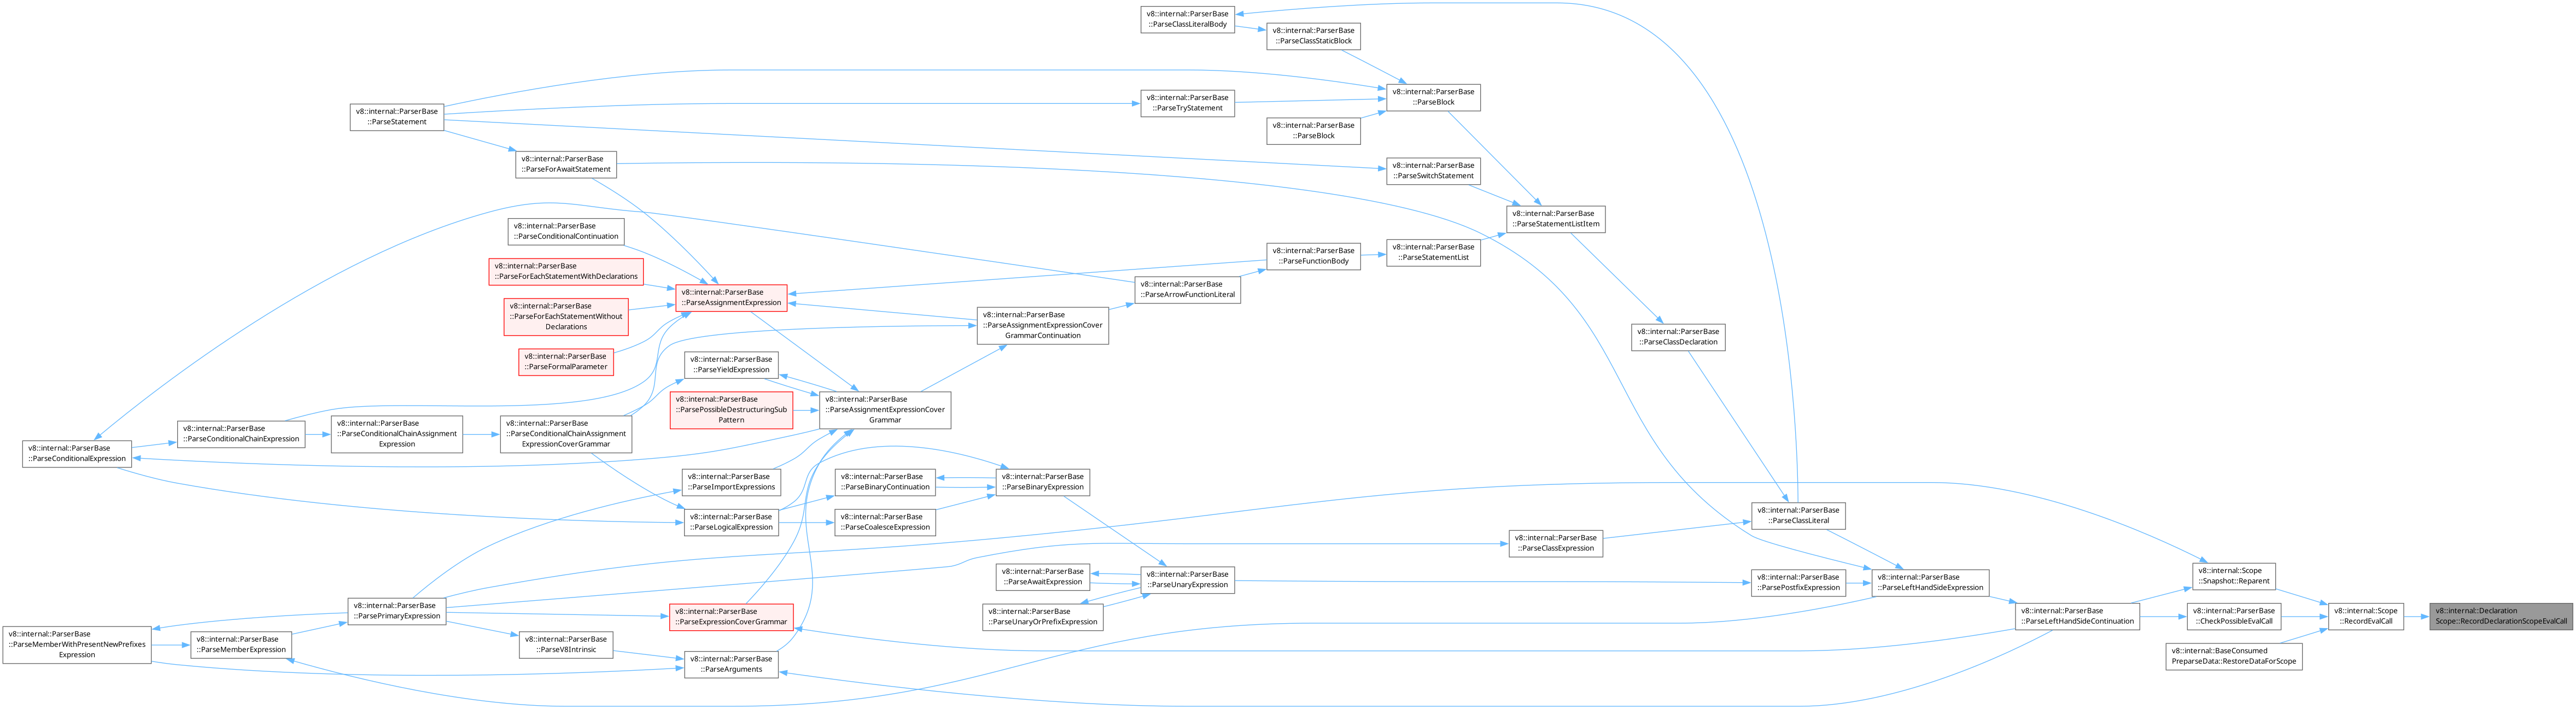 v8::internal::ParserBase
::ParseClassLiteralBody
v8::internal::ParserBase
::ParseClassStaticBlock
v8::internal::ParserBase
::ParseBlock
v8::internal::ParserBase
::ParseTryStatement
v8::internal::ParserBase
::ParseStatement
v8::internal::ParserBase
::ParseBlock
v8::internal::ParserBase
::ParseForAwaitStatement
v8::internal::ParserBase
::ParseSwitchStatement
v8::internal::ParserBase
::ParseStatementListItem
v8::internal::ParserBase
::ParseConditionalContinuation
v8::internal::ParserBase
::ParseFunctionBody
v8::internal::ParserBase
::ParseStatementList
v8::internal::ParserBase
::ParseForEachStatementWithDeclarations
v8::internal::ParserBase
::ParseAssignmentExpression
v8::internal::ParserBase
::ParseArrowFunctionLiteral
v8::internal::ParserBase
::ParseForEachStatementWithout
Declarations
v8::internal::ParserBase
::ParseAssignmentExpressionCover
GrammarContinuation
v8::internal::ParserBase
::ParseClassDeclaration
v8::internal::ParserBase
::ParseFormalParameter
v8::internal::ParserBase
::ParseYieldExpression
v8::internal::ParserBase
::ParsePossibleDestructuringSub
Pattern
v8::internal::ParserBase
::ParseAssignmentExpressionCover
Grammar
v8::internal::ParserBase
::ParseConditionalExpression
v8::internal::ParserBase
::ParseConditionalChainExpression
v8::internal::ParserBase
::ParseConditionalChainAssignment
Expression
v8::internal::ParserBase
::ParseConditionalChainAssignment
ExpressionCoverGrammar
v8::internal::ParserBase
::ParseImportExpressions
v8::internal::ParserBase
::ParseBinaryContinuation
v8::internal::ParserBase
::ParseBinaryExpression
v8::internal::ParserBase
::ParseLogicalExpression
v8::internal::ParserBase
::ParseCoalesceExpression
v8::internal::ParserBase
::ParseClassLiteral
v8::internal::ParserBase
::ParseClassExpression
v8::internal::ParserBase
::ParseAwaitExpression
v8::internal::ParserBase
::ParseUnaryExpression
v8::internal::ParserBase
::ParsePostfixExpression
v8::internal::ParserBase
::ParseLeftHandSideExpression
v8::internal::Scope
::Snapshot::Reparent
v8::internal::ParserBase
::ParsePrimaryExpression
v8::internal::ParserBase
::ParseExpressionCoverGrammar
v8::internal::ParserBase
::ParseUnaryOrPrefixExpression
v8::internal::ParserBase
::ParseLeftHandSideContinuation
v8::internal::ParserBase
::CheckPossibleEvalCall
v8::internal::Scope
::RecordEvalCall
v8::internal::Declaration
Scope::RecordDeclarationScopeEvalCall
v8::internal::ParserBase
::ParseMemberWithPresentNewPrefixes
Expression
v8::internal::ParserBase
::ParseMemberExpression
v8::internal::ParserBase
::ParseV8Intrinsic
v8::internal::ParserBase
::ParseArguments
v8::internal::BaseConsumed
PreparseData::RestoreDataForScope